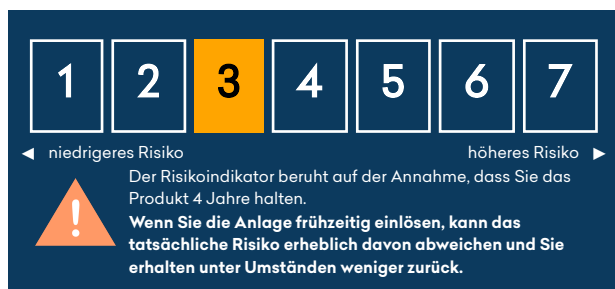 1 2 3 4 5 6 7
◄ niedrigeres Risiko höheres Risiko ►
Der Risikoindikator beruht auf der Annahme, dass Sie das
Produkt 4 Jahre halten.
!
Wenn Sie die Anlage frühzeitig einlösen, kann das
tatsächliche Risiko erheblich davon abweichen und Sie
erhalten unter Umständen weniger zurück.